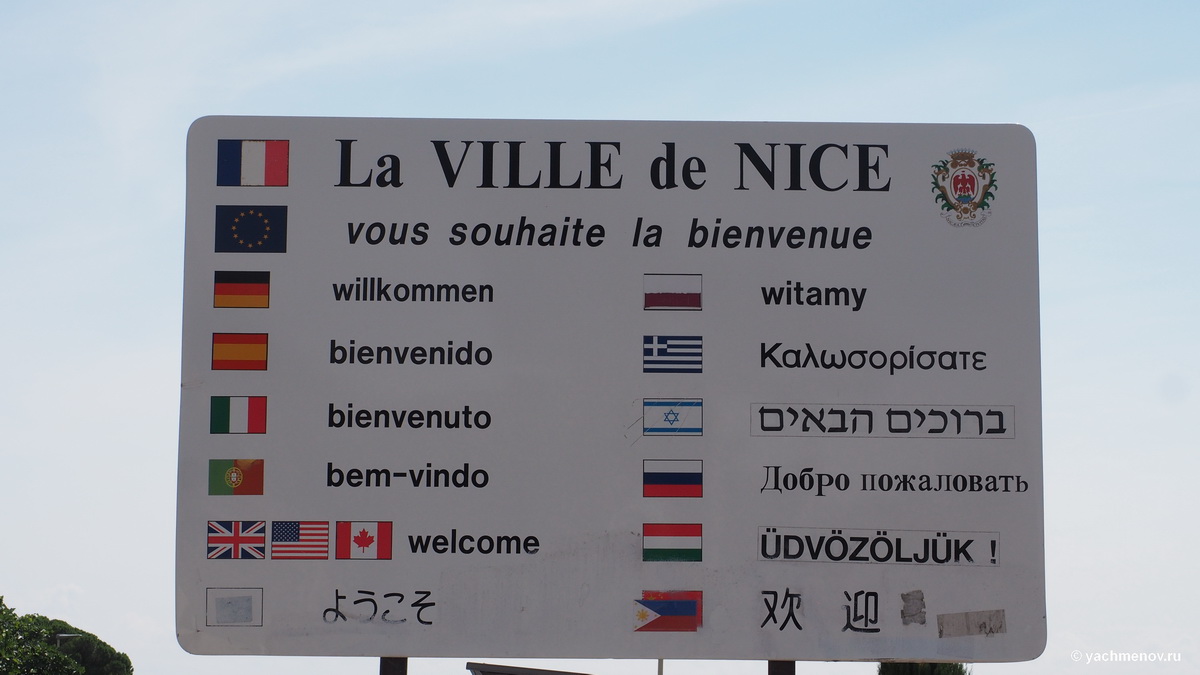 La VILLE de NICE
vous souhaite la bienvenue
willkommen
witamy
bienvenido
Καλωσορίσατε
bienvenuto
ברוכים הבאים
bem-vindo
Добро пожаловать
welcome
ÜDVÖZÖLJÜK !
ようこそ
欢 迎
© yachmenov.ru